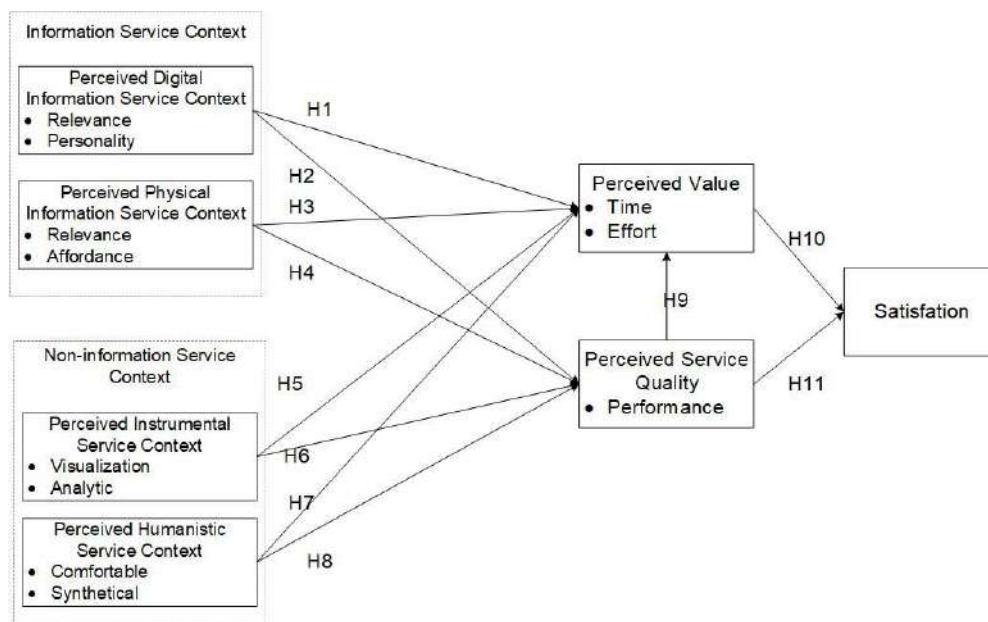 Information Service Context
Perceived Digital
Information Service Context
• Relevance
• Personality
Perceived Physical
Information Service Context
• Relevance
• Affordance
Non-information Service
Context
Perceived Instrumental
Service Context
• Visualization
• Analytic
Perceived Humanistic
Service Context
• Comfortable
• Synthetical
H1
H2
H3
H4
H5
H6
H7
H8
Perceived Value
• Time
• Effort
H9
Perceived Service
Quality
• Performance
H10
H11
Satisfation